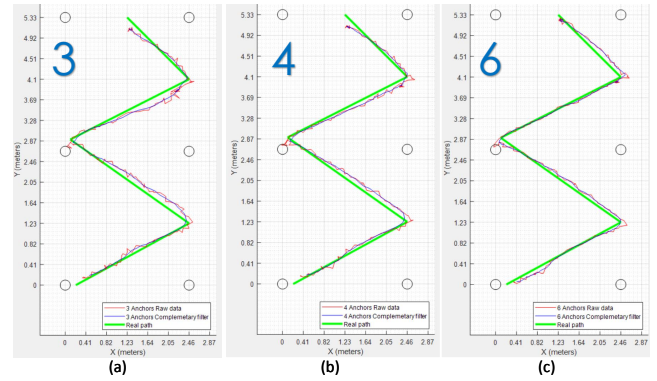 3
5.33
4.92
4.51
4.1
3.69
3.28
2.87
2.46
2.05
1.64
1.23
0.82
0.41
0
Y (meters)
3 Anchors Raw data
3 Anchors Complemetary filter
Real path
0 0.41 0.82 1.23 1.64 2.05 2.46 2.87
X (meters)
(a)
4
5.33
4.92
4.51
4.1
3.69
3.28
2.87
2.46
2.05
1.64
1.23
0.82
0.41
0
Y (meters)
4 Anchors Raw data
4 Anchors Complemetary filter
Real path
0 0.41 0.82 1.23 1.64 2.05 2.46 2.87
X (meters)
(b)
6
5.33
4.92
4.51
4.1
3.69
3.28
2.87
2.46
2.05
1.64
1.23
0.82
0.41
0
Y (meters)
6 Anchors Raw data
6 Anchors Complemetary filter
Real path
0 0.41 0.82 1.23 1.64 2.05 2.46 2.87
X (meters)
(c)